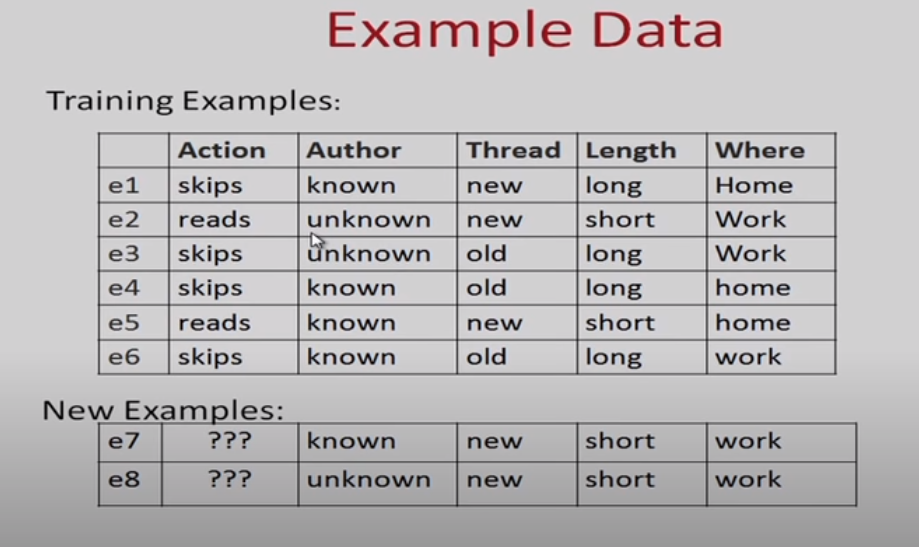 Example Data
Training Examples:
Action Author Thread Length Where
e1 skips known new long Home
e2 reads unknown new short Work
e3 skips unknown old long Work
e4 skips known old long home
e5 reads known new short home
e6 skips known old long work
New Examples:
e7 ??? known new short work
e8 ??? unknown new short work